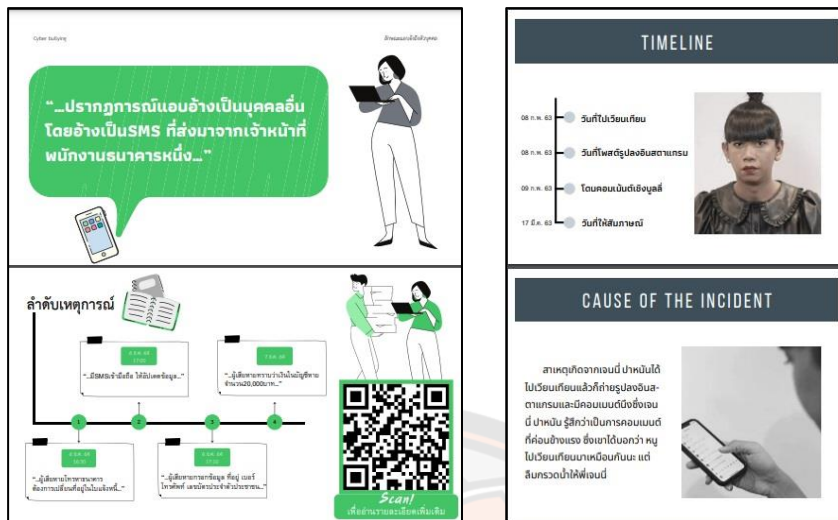 Cyber bullying
“...ปรากฏการณ์แอบอ้างเป็นบุคคลอื่น
โดยอ้างเป็นSMS ที่ส่งมาจากเจ้าหน้าที่
พนักงานธนาคารหนึ่ง...”
ลำดับเหตุการณ์
“...มีSMSเข้ามือถือ ให้อัปเดตข้อมูล...”
“...ผู้เสียหายทราบว่าเงินในบัญชีหาย
จำนวน20,000บาท...”
1
2
3
4
“...ผู้เสียหายโทรหาธนาคาร
ต้องการเปลี่ยนที่อยู่ในใบแจ้งหนี้...”
“...ผู้เสียหายกรอกข้อมูล ที่อยู่ เบอร์
โทรศัพท์ เลขบัตรประจำตัวประชาชน...”
Scan!
เพื่ออ่านรายละเอียดเพิ่มเติม
TIMELINE
08 ก.พ. 63 วันที่ไปเวียนเทียน
08 ก.พ. 63 วันที่โพสต์รูปลงอินสตาแกรม
09 ก.พ. 63 โดนคอมเม้นต์เชิงบูลลี่
17 มี.ค. 63 วันที่ให้สัมภาษณ์
CAUSE OF THE INCIDENT
สาเหตุเกิดจากเจนนี่ ปาหนันได้
ไปเวียนเทียนแล้วก็ถ่ายรูปลงอินส-
ตาแกรมและมีคอมเมนต์นึงซึ่งเจน
นี่ ปาหนัน รู้สึกว่าเป็นการคอมเมนต์
ที่ค่อนข้างแรง ซึ่งเขาได้บอกว่า หนู
ไปเวียนเทียนมาเหมือนกันนะ แต่
ลืมกรวดน้ำให้พี่เจนนี่